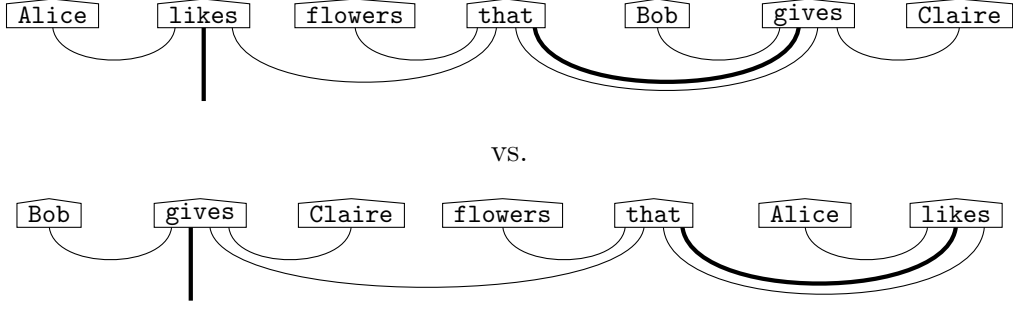 Alice likes flowers that Bob gives Claire
vs.
Bob gives Claire flowers that Alice likes